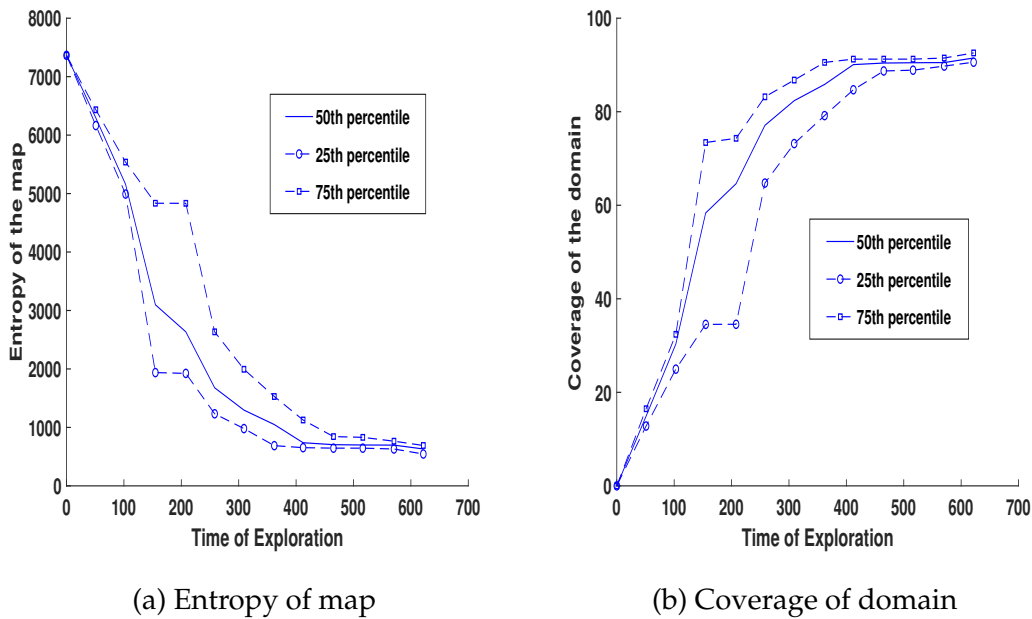 8000
7000
6000
5000
4000
3000
2000
1000
0
Entropy of the map
50th percentile
25th percentile
75th percentile
0 100 200 300 400 500 600 700
Time of Exploration
(a) Entropy of map
100
80
60
40
20
0
Coverage of the domain
50th percentile
25th percentile
75th percentile
0 100 200 300 400 500 600 700
Time of Exploration
(b) Coverage of domain